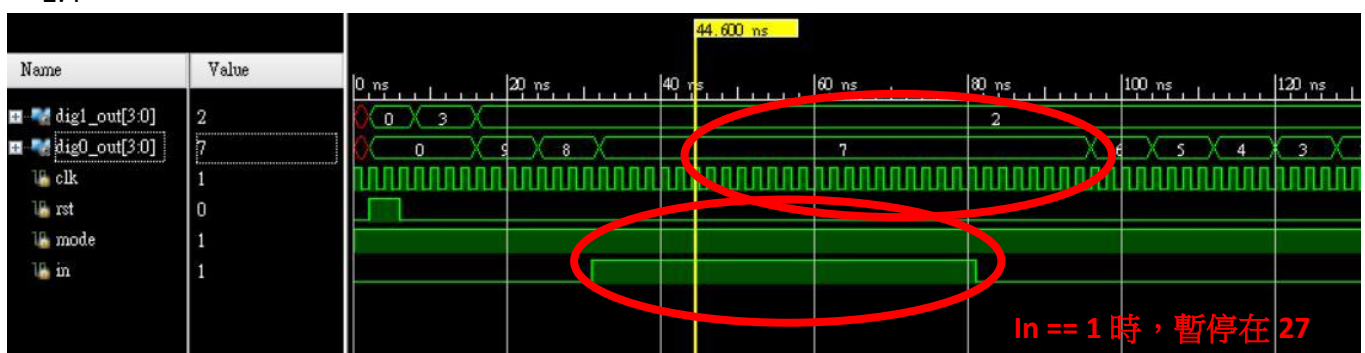 44.600 ns
Name Value
0 ns 20 ns 40 ns 60 ns 80 ns 100 ns 120 ns
dig1_out[3:0] 2 0 3 2
dig0_out[3:0] 7 0 9 8 7 6 5 4 3
clk 1
rst 0
mode 1
in 1
In == 1 時，暫停在 27